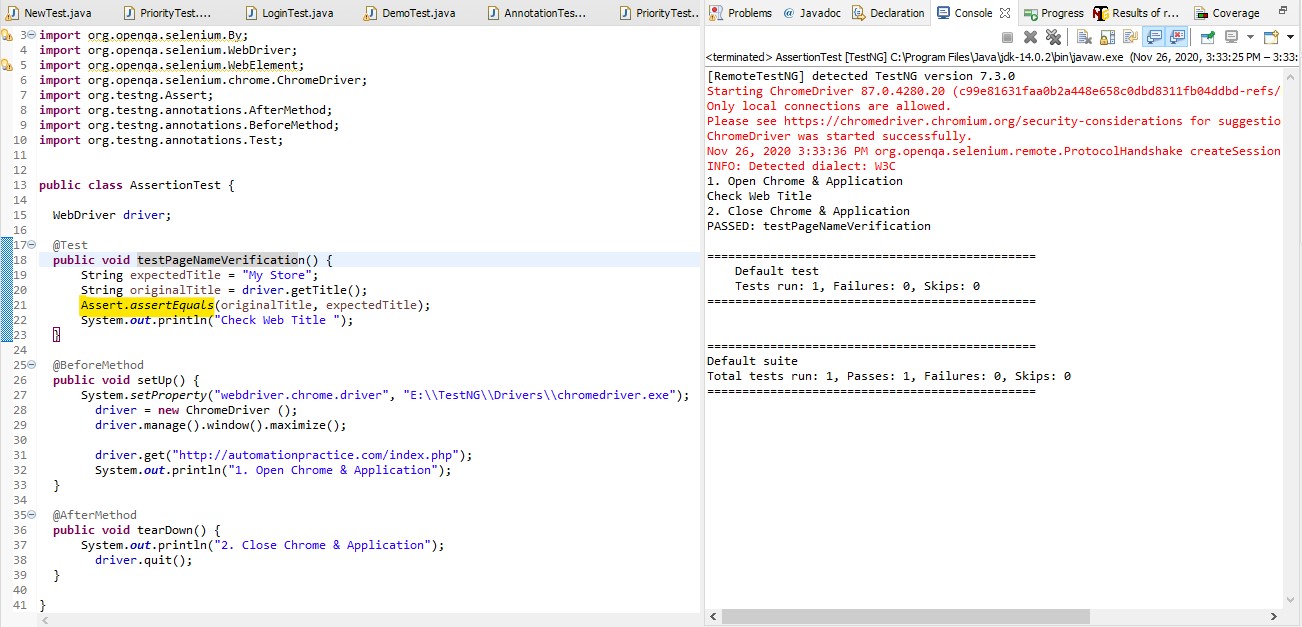 NewTest.java
PriorityTest....
LoginTest.java
DemoTest.java
AnnotationTes...
PriorityTest..
3 import org.openqa.selenium.By;
4 import org.openqa.selenium.WebDriver;
5 import org.openqa.selenium.WebElement;
6 import org.openqa.selenium.chrome.ChromeDriver;
7 import org.testng.Assert;
8 import org.testng.annotations.AfterMethod;
9 import org.testng.annotations.BeforeMethod;
10 import org.testng.annotations.Test;
11
12
13 public class AssertionTest {
14
15 WebDriver driver;
16
17 @Test
18 public void testPageNameVerification() {
19 String expectedTitle = "My Store";
20 String originalTitle = driver.getTitle();
21 Assert.assertEquals(originalTitle, expectedTitle);
22 System.out.println("Check Web Title ");
23 }
24
25 @BeforeMethod
26 public void setUp() {
27 System.setProperty("webdriver.chrome.driver", "E:\\TestNG\\Drivers\\chromedriver.exe");
28 driver = new ChromeDriver ();
29 driver.manage().window().maximize();
30
31 driver.get("http://automationpractice.com/index.php");
32 System.out.println("1. Open Chrome & Application");
33 }
34
35 @AfterMethod
36 public void tearDown() {
37 System.out.println("2. Close Chrome & Application");
38 driver.quit();
39 }
40
41 }
Problems @ Javadoc Declaration Console Progress Results of r... Coverage
<terminated> AssertionTest [TestNG] C:\Program Files\Java\jdk-14.0.2\bin\javaw.exe (Nov 26, 2020, 3:33:25 PM – 3:33:
[RemoteTestNG] detected TestNG version 7.3.0
Starting ChromeDriver 87.0.4280.20 (c99e81631faa0b2a448e658c0dbd8311fb04ddbd-refs/
Only local connections are allowed.
Please see https://chromedriver.chromium.org/security-considerations for suggestio
ChromeDriver was started successfully.
Nov 26, 2020 3:33:36 PM org.openqa.selenium.remote.ProtocolHandshake createSession
INFO: Detected dialect: W3C
1. Open Chrome & Application
Check Web Title
2. Close Chrome & Application
PASSED: testPageNameVerification
===============================================
Default test
Tests run: 1, Failures: 0, Skips: 0
===============================================
===============================================
Default suite
Total tests run: 1, Passes: 1, Failures: 0, Skips: 0
===============================================